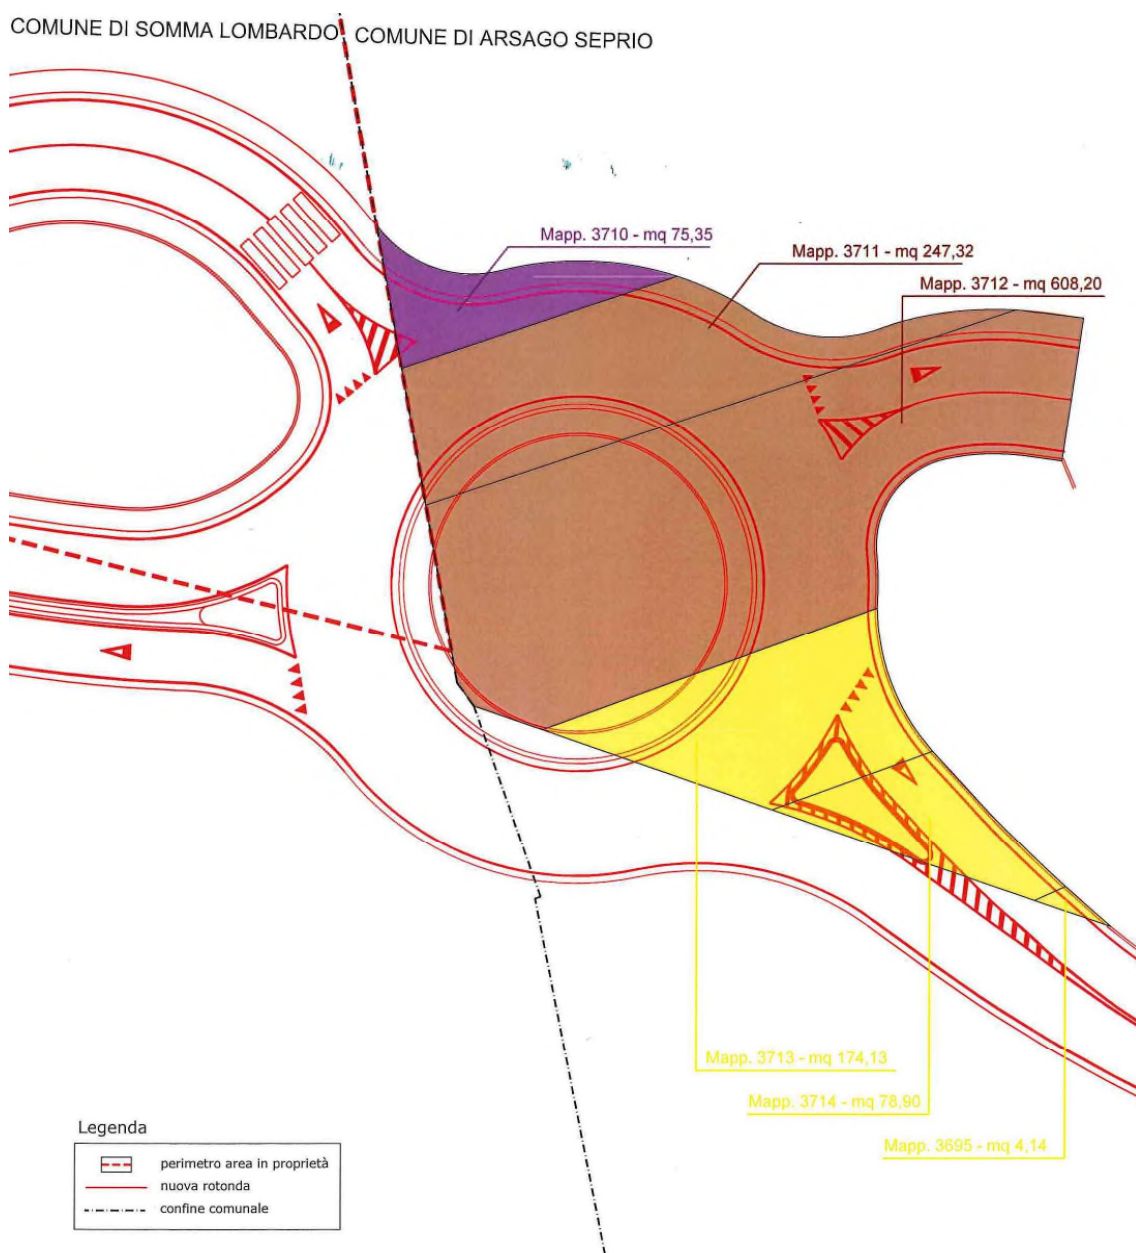 COMUNE DI SOMMA LOMBARDO
COMUNE DI ARSAGO SEPRIO
Mapp. 3710 - mq 75,35
Mapp. 3711 - mq 247,32
Mapp. 3712 - mq 608,20
Mapp. 3713 - mq 174,13
Mapp. 3714 - mq 78,90
Mapp. 3695 - mq 4,14
Legenda
perimetro area in proprietà
nuova rotonda
confine comunale